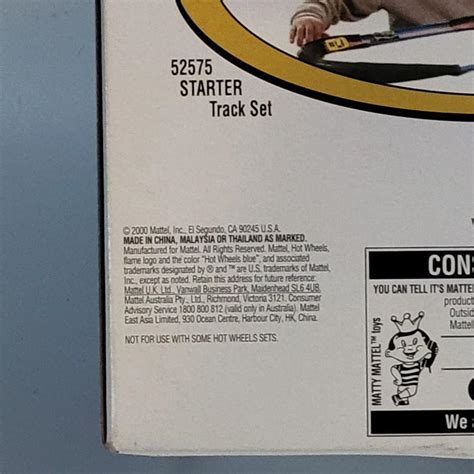 52575
STARTER
Track Set
© 2000 Mattel, Inc., El Segundo, CA 90245 U.S.A.
MADE IN CHINA, MALAYSIA OR THAILAND AS MARKED.
Manufactured for Mattel. All Rights Reserved. Mattel, Hot Wheels,
flame logo and the color "Hot Wheels blue", and associated
trademarks designated by ® and ™ are U.S. trademarks of Mattel,
Inc., except as noted. Retain this address for future reference:
Mattel U.K. Ltd., Vanwall Business Park, Maidenhead SL6 4UB.
Mattel Australia Pty., Ltd., Richmond, Victoria 3121. Consumer
Advisory Service 1800 800 812 (valid only in Australia). Mattel
East Asia Limited, 930 Ocean Centre, Harbour City, HK, China.
NOT FOR USE WITH SOME HOT WHEELS SETS.
CONS
YOU CAN TELL IT'S MATTE
produc
Outsid
Mattel
MATTY MATTEL™ toys
We a